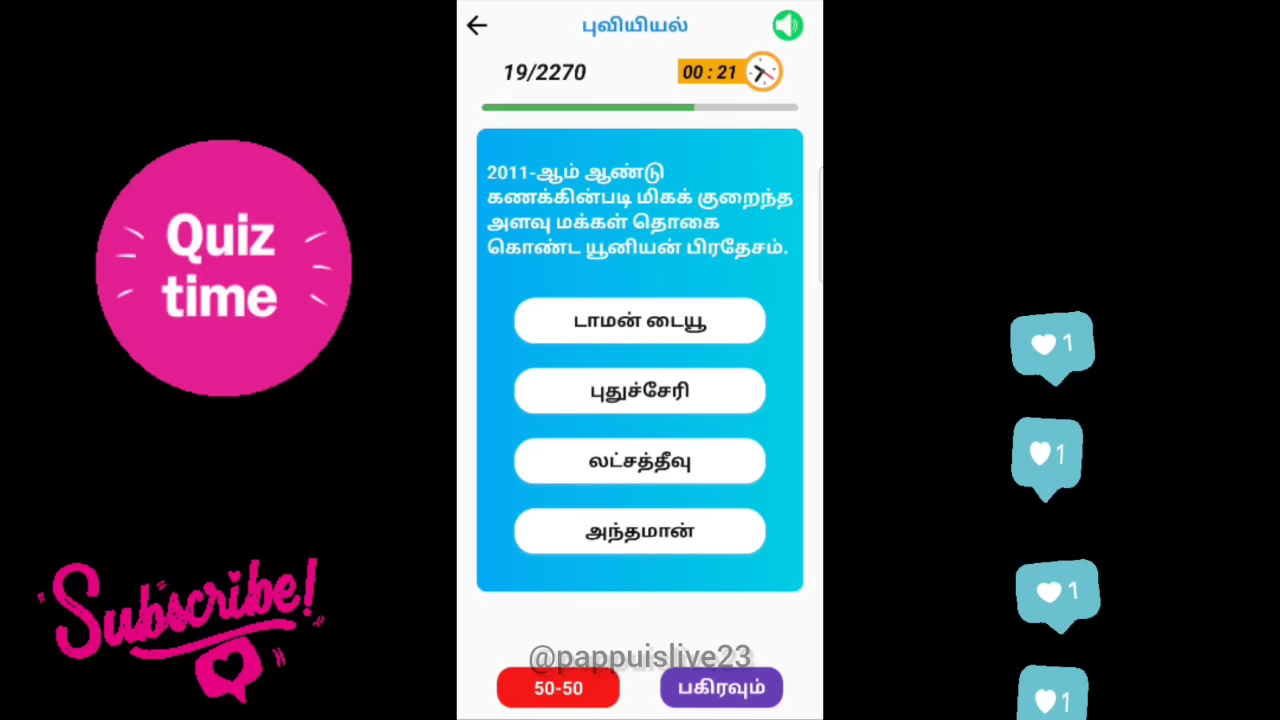 புவியியல்
19/2270
00 : 21
Quiz
time
2011-ஆம் ஆண்டு
கணக்கின்படி மிகக் குறைந்த
அளவு மக்கள் தொகை
கொண்ட யூனியன் பிரதேசம்.
டாமன் டையூ
புதுச்சேரி
லட்சத்தீவு
அந்தமான்
1
1
1
1
Subscribe!
@pappuislive23
50-50
பகிரவும்